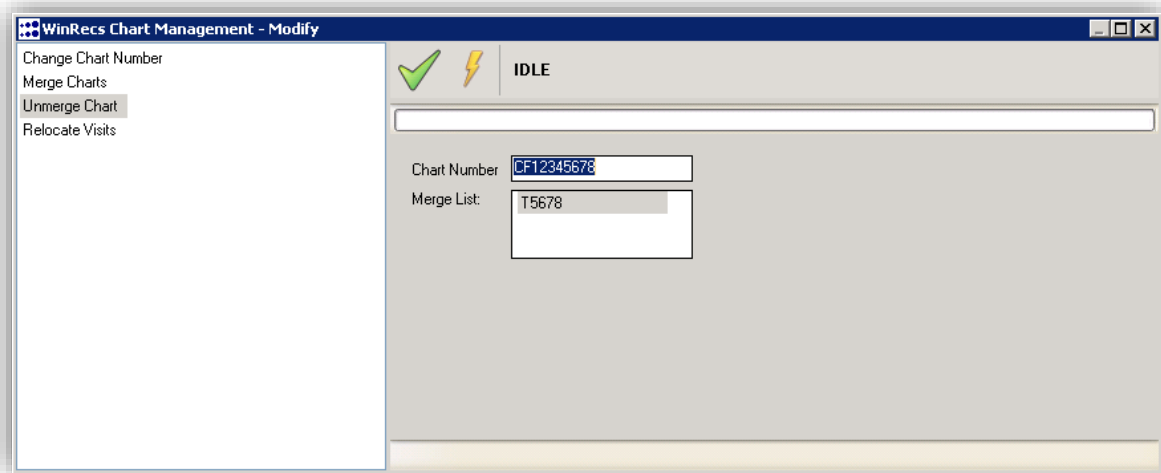 WinRecs Chart Management - Modify
Change Chart Number
Merge Charts
Unmerge Chart
Relocate Visits
IDLE
Chart Number CF12345678
Merge List: T5678